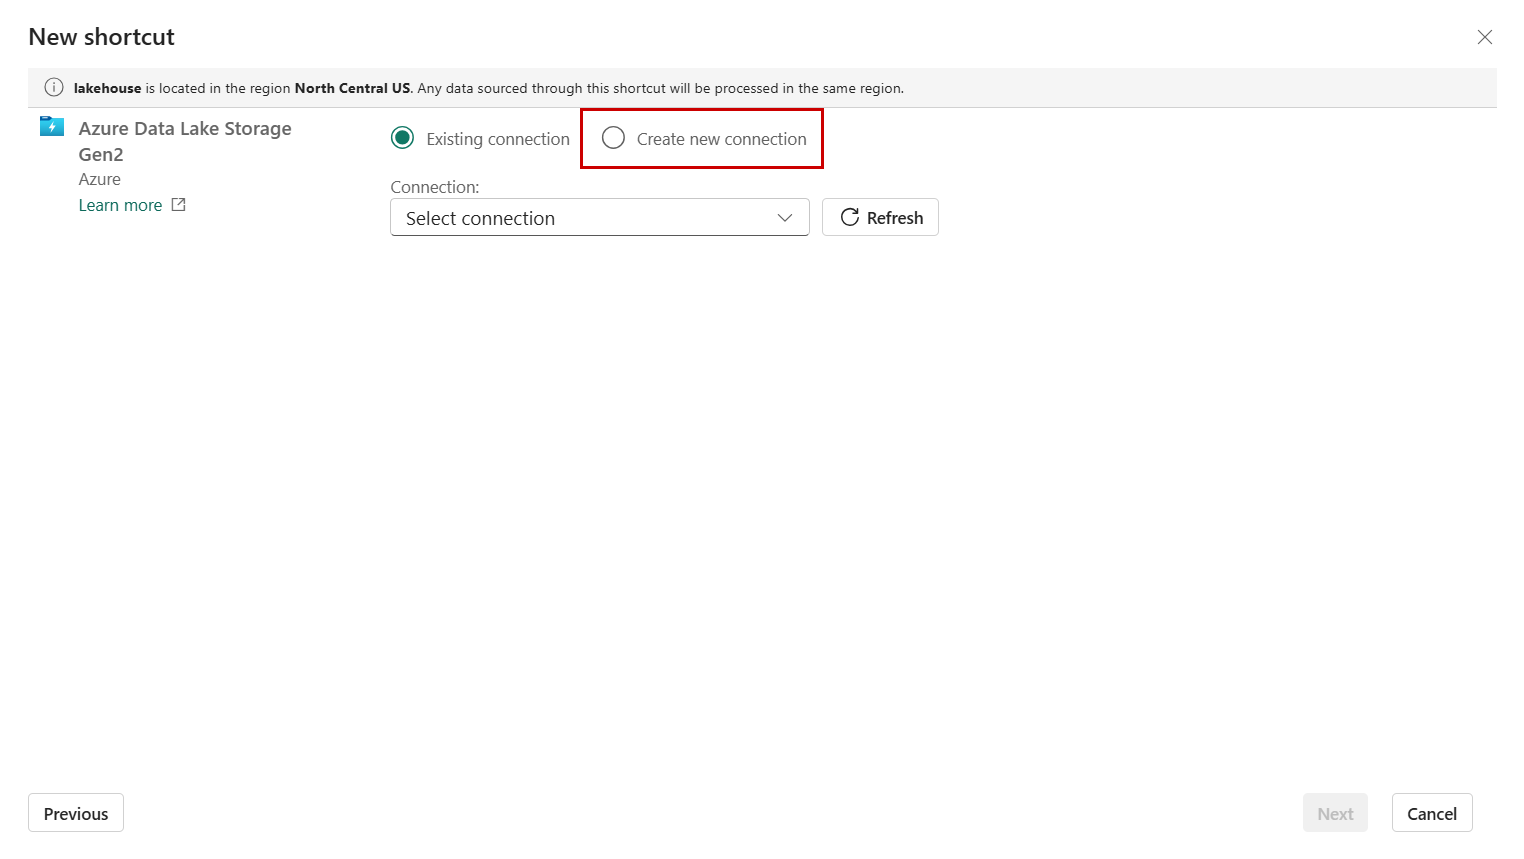 New shortcut
lakehouse is located in the region North Central US. Any data sourced through this shortcut will be processed in the same region.
Azure Data Lake Storage
Gen2
Azure
Learn more
Existing connection
Create new connection
Connection:
Select connection
Refresh
Previous
Next
Cancel